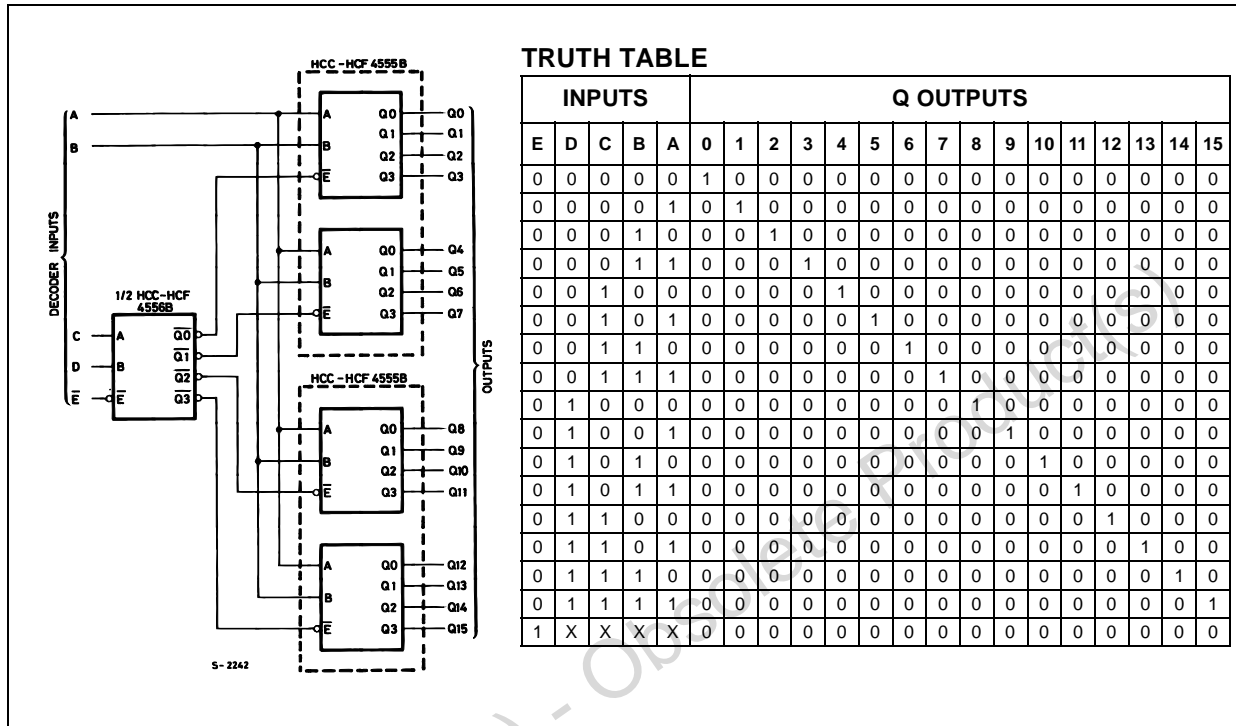 HCC-HCF 4555B
A
B
DECODER INPUTS
A Q0 Q0
Q1 Q1
B Q2 Q2
E Q3 Q3
A Q0 Q4
Q1 Q5
B Q2 Q6
E Q3 Q7
1/2 HCC-HCF
4556B
C A Q0
Q1
D B Q2
E E Q3
HCC-HCF 4555B
A Q0 Q8
Q1 Q9
B Q2 Q10
E Q3 Q11
A Q0 Q12
Q1 Q13
B Q2 Q14
E Q3 Q15
OUTPUTS
S-2242
TRUTH TABLE
INPUTS Q OUTPUTS
E D C B A 0 1 2 3 4 5 6 7 8 9 10 11 12 13 14 15
0 0 0 0 0 1 0 0 0 0 0 0 0 0 0 0 0 0 0 0 0
0 0 0 0 1 0 1 0 0 0 0 0 0 0 0 0 0 0 0 0 0
0 0 0 1 0 0 0 1 0 0 0 0 0 0 0 0 0 0 0 0 0
0 0 0 1 1 0 0 0 1 0 0 0 0 0 0 0 0 0 0 0 0
0 0 1 0 0 0 0 0 0 1 0 0 0 0 0 0 0 0 0 0 0
0 0 1 0 1 0 0 0 0 0 1 0 0 0 0 0 0 0 0 0 0
0 0 1 1 0 0 0 0 0 0 0 1 0 0 0 0 0 0 0 0 0
0 0 1 1 1 0 0 0 0 0 0 0 1 0 0 0 0 0 0 0 0
0 1 0 0 0 0 0 0 0 0 0 0 0 1 0 0 0 0 0 0 0
0 1 0 0 1 0 0 0 0 0 0 0 0 0 1 0 0 0 0 0 0
0 1 0 1 0 0 0 0 0 0 0 0 0 0 0 1 0 0 0 0 0
0 1 0 1 1 0 0 0 0 0 0 0 0 0 0 0 1 0 0 0 0
0 1 1 0 0 0 0 0 0 0 0 0 0 0 0 0 0 1 0 0 0
0 1 1 0 1 0 0 0 0 0 0 0 0 0 0 0 0 0 1 0 0
0 1 1 1 0 0 0 0 0 0 0 0 0 0 0 0 0 0 0 1 0
0 1 1 1 1 0 0 0 0 0 0 0 0 0 0 0 0 0 0 0 1
1 X X X X 0 0 0 0 0 0 0 0 0 0 0 0 0 0 0 0
) - Obsolete Product(s)